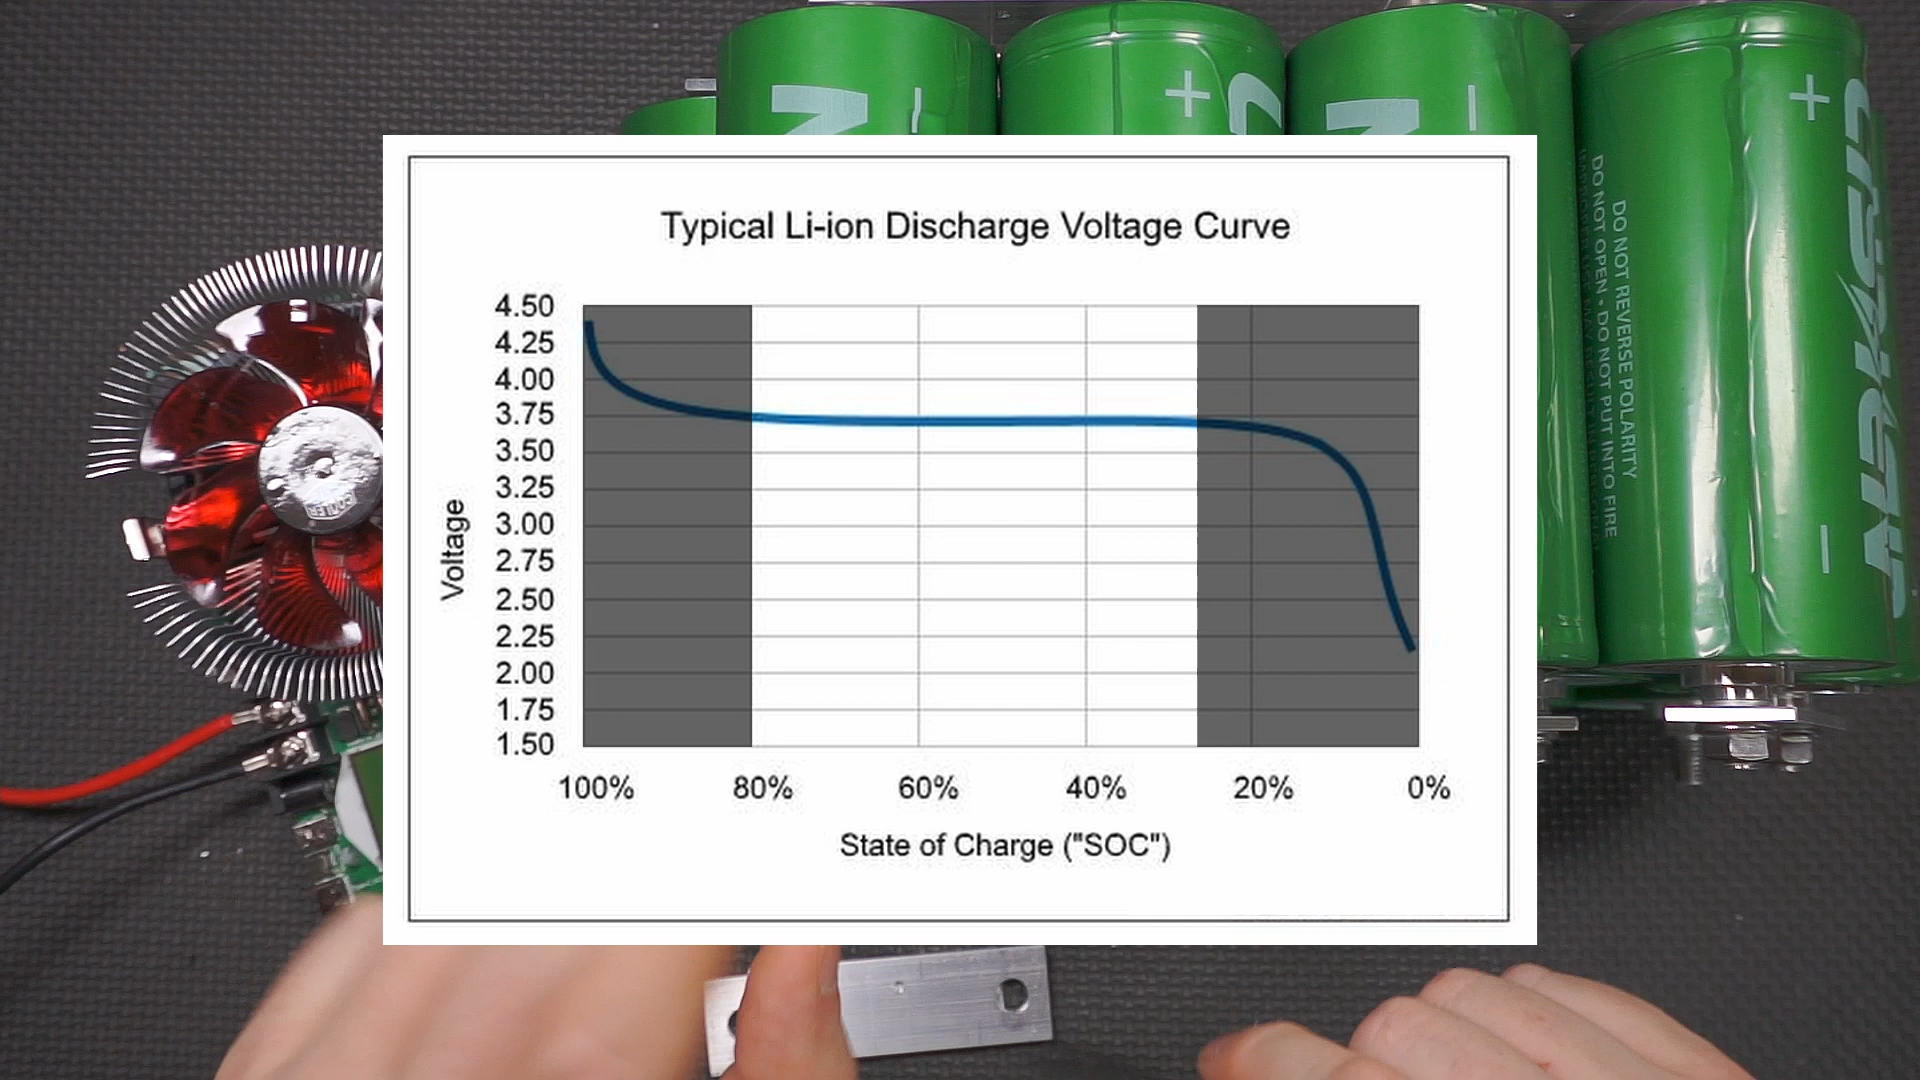 Typical Li-ion Discharge Voltage Curve
4.50
4.25
4.00
3.75
3.50
3.25
3.00
2.75
2.50
2.25
2.00
1.75
1.50
Voltage
100% 80% 60% 40% 20% 0%
State of Charge ("SOC")
+
+
DO NOT REVERSE POLARITY
DO NOT OPEN • DO NOT PUT INTO FIRE
COOLER